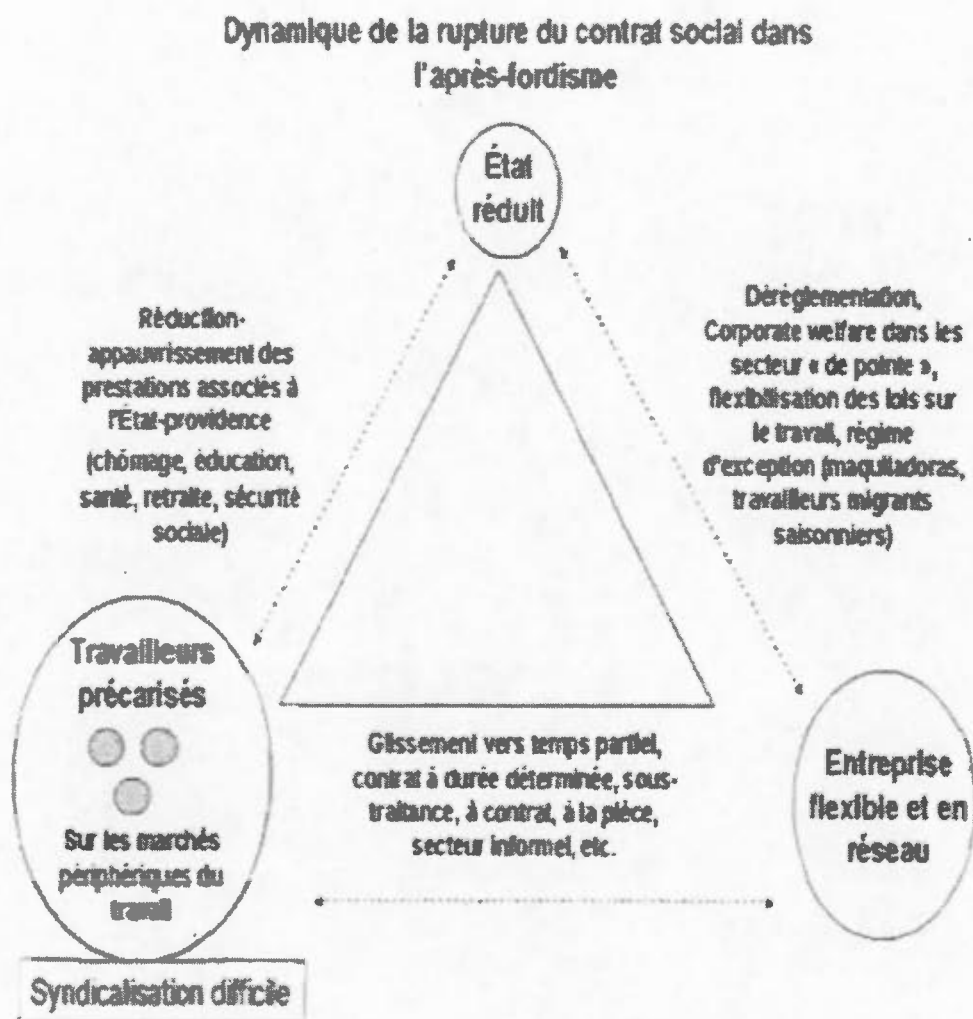 Dynamique de la rupture du contrat social dans
l'après-fordisme
État
réduit
Réduction-
appauvrissement des
prestations associés à
l'État-providence
(chômage, éducation,
santé, retraite, sécurité
sociale)
Déréglementation,
Corporate welfare dans les
secteur « de pointe »,
flexibilisation des lois sur
le travail, régime
d'exception (maquiladoras,
travailleurs migrants
saisonniers)
Travailleurs
précarisés
Sur les marchés
périphériques du
travail
Glissement vers temps partiel,
contrat à durée déterminée, sous-
traitance, à contrat, à la pièce,
secteur informel, etc.
Entreprise
flexible et en
réseau
Syndicalisation difficile